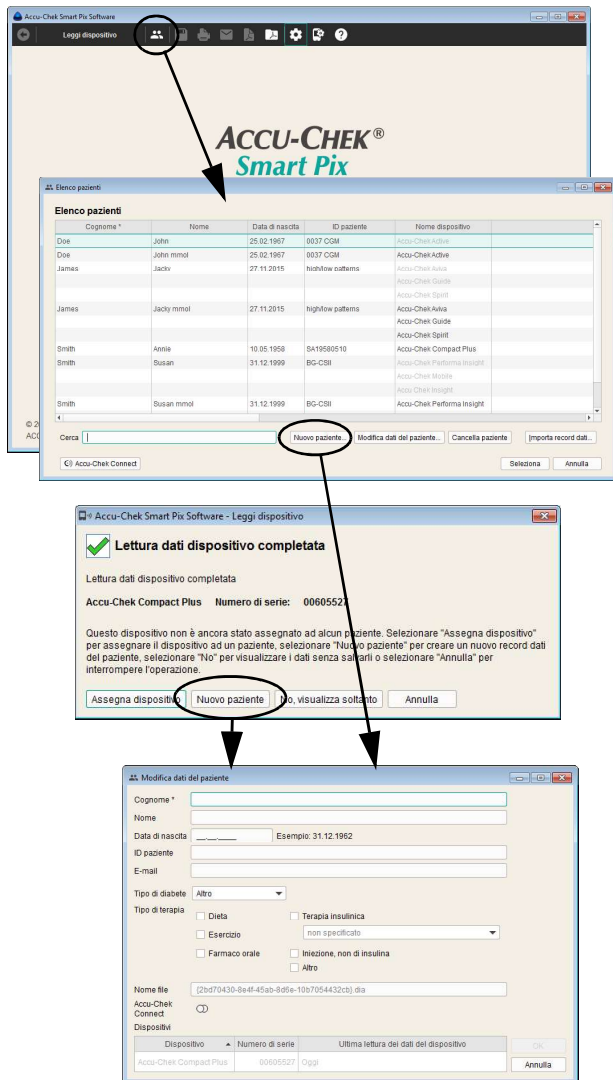 Accu-Chek Smart Pix Software
Leggi dispositivo
ACCU-CHEK®
Smart Pix
Elenco pazienti
Elenco pazienti
Cognome * Nome Data di nascita ID paziente Nome dispositivo
Doe John 25.02.1967 0037 CGM Accu-Chek Active
Doe John mmol 25.02.1967 0037 CGM Accu-Chek Active
James Jacky 27.11.2015 high/low patterns Accu-Chek Aviva
Accu-Chek Guide
Accu-Chek Spirit
James Jacky mmol 27.11.2015 high/low patterns Accu-Chek Aviva
Accu-Chek Guide
Accu-Chek Spirit
Smith Annie 10.05.1958 SA19580510 Accu-Chek Compact Plus
Smith Susan 31.12.1999 BG-CSII Accu-Chek Performa Insight
Accu-Chek Mobile
Accu-Chek Insight
Smith Susan mmol 31.12.1999 BG-CSII Accu-Chek Performa Insight
© 2
ACC
Cerca Nuovo paziente... Modifica dati del paziente... Cancella paziente Importa record dati...
Accu-Chek Connect Seleziona Annulla
Accu-Chek Smart Pix Software - Leggi dispositivo
Lettura dati dispositivo completata
Lettura dati dispositivo completata
Accu-Chek Compact Plus Numero di serie: 00605527
Questo dispositivo non è ancora stato assegnato ad alcun paziente. Selezionare "Assegna dispositivo"
per assegnare il dispositivo ad un paziente, selezionare "Nuovo paziente" per creare un nuovo record dati
del paziente, selezionare "No" per visualizzare i dati senza salvarli o selezionare "Annulla" per
interrompere l'operazione.
Assegna dispositivo Nuovo paziente No, visualizza soltanto Annulla
Modifica dati del paziente
Cognome *
Nome
Data di nascita __.__.____ Esempio: 31.12.1962
ID paziente
E-mail
Tipo di diabete Altro
Tipo di terapia Dieta Terapia insulinica
Esercizio non specificato
Farmaco orale Iniezione, non di insulina
Altro
Nome file {2bd70430-8e4f-45ab-8d6e-10b7054432cb}.dia
Accu-Chek
Connect
Dispositivi
Dispositivo Numero di serie Ultima lettura dei dati del dispositivo OK
Accu-Chek Compact Plus 00605527 Oggi Annulla